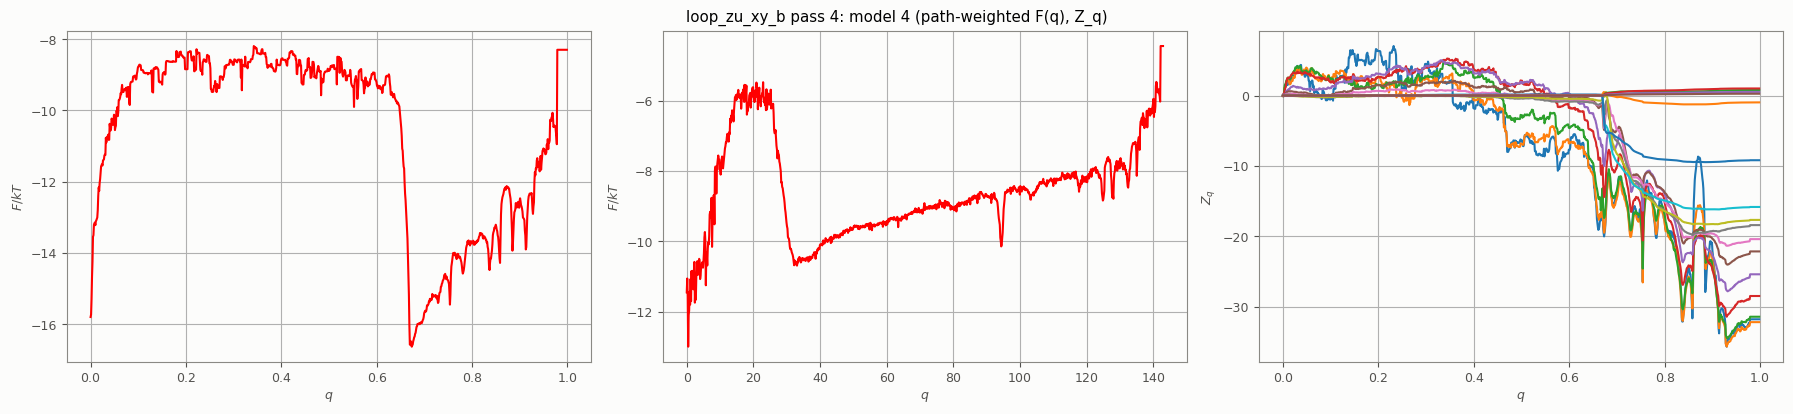 loop_zu_xy_b pass 4: model 4 (path-weighted F(q), Z_q)
−8
−10
−12
−14
−16
F/kT
0.0 0.2 0.4 0.6 0.8 1.0
q
−6
−8
−10
−12
F/kT
0 20 40 60 80 100 120 140
q
0
−10
−20
−30
Z_q
0.0 0.2 0.4 0.6 0.8 1.0
q